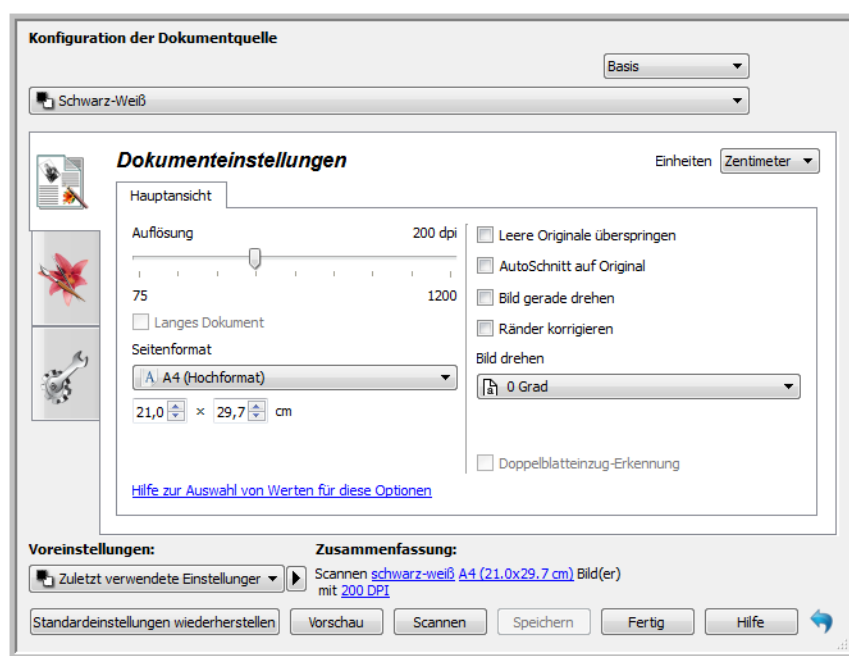 Konfiguration der Dokumentquelle
Basis
Schwarz-Weiß
Dokumenteinstellungen
Einheiten Zentimeter
Hauptansicht
Auflösung 200 dpi
75 1200
Langes Dokument
Seitenformat
A4 (Hochformat)
21,0 × 29,7 cm
Leere Originale überspringen
AutoSchnitt auf Original
Bild gerade drehen
Ränder korrigieren
Bild drehen
0 Grad
Doppelblatteinzug-Erkennung
Hilfe zur Auswahl von Werten für diese Optionen
Voreinstellungen:
Zuletzt verwendete Einstellunger
Zusammenfassung:
Scannen schwarz-weiß A4 (21.0x29.7 cm) Bild(er)
mit 200 DPI
Standardeinstellungen wiederherstellen Vorschau Scannen Speichern Fertig Hilfe